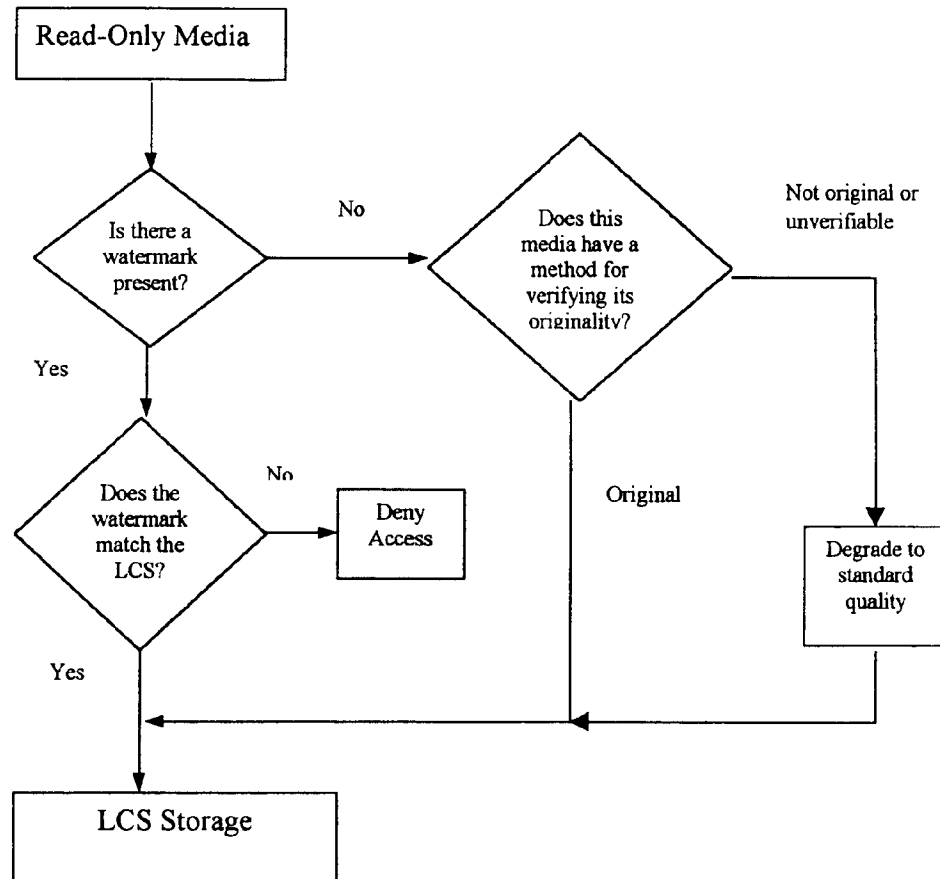 Read-Only Media
Is there a
watermark
present?
No
Does this
media have a
method for
verifying its
originality?
Not original or
unverifiable
Yes
Does the
watermark
match the
LCS?
No
Deny
Access
Original
Degrade to
standard
quality
Yes
LCS Storage